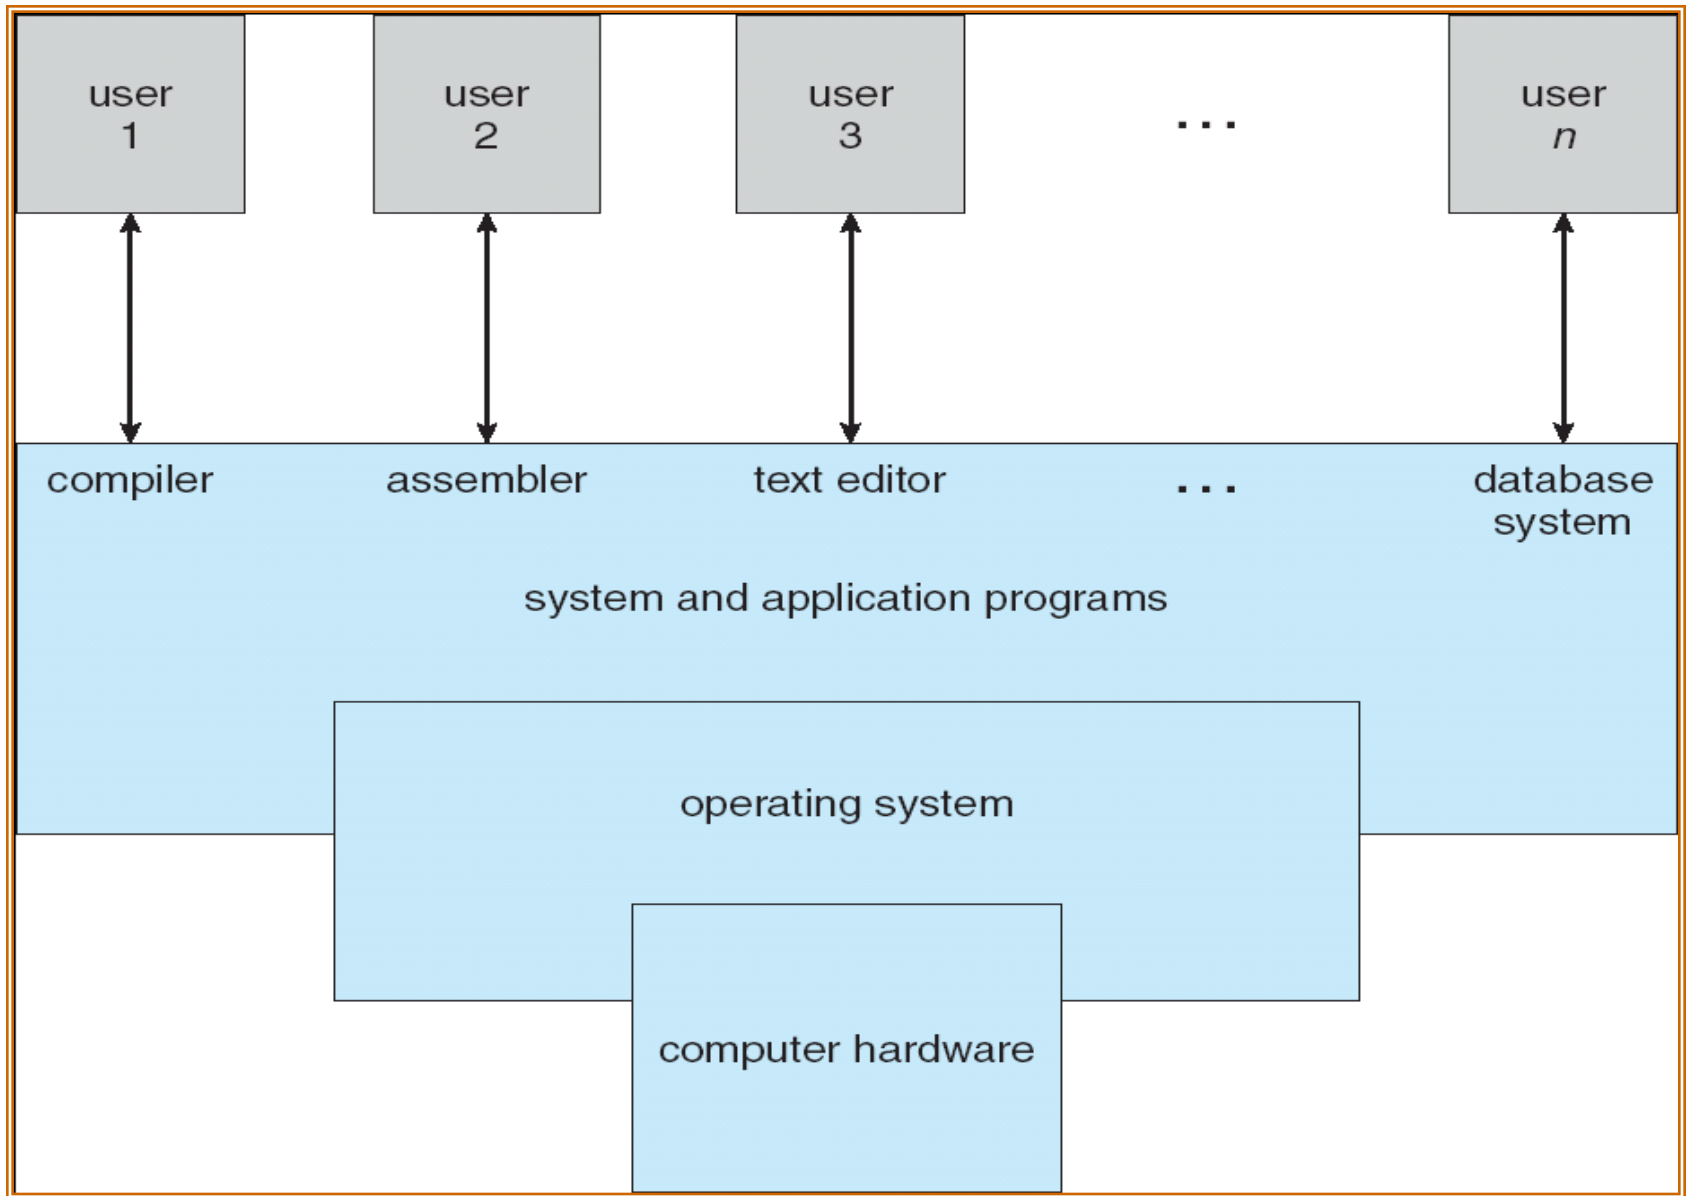 user
1
user
2
user
3
...
user
n
compiler
assembler
text editor
...
database
system
system and application programs
operating system
computer hardware